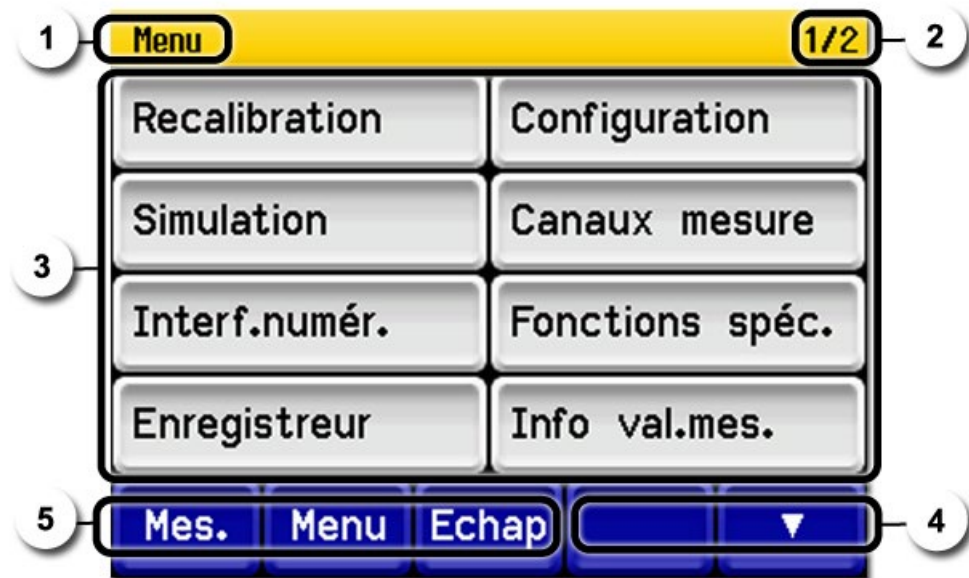 1 Menu 1/2 2
Recalibration Configuration
Simulation Canaux mesure
3
Interf.numér. Fonctions spéc.
Enregistreur Info val.mes.
5 Mes. Menu Echap ▼ 4